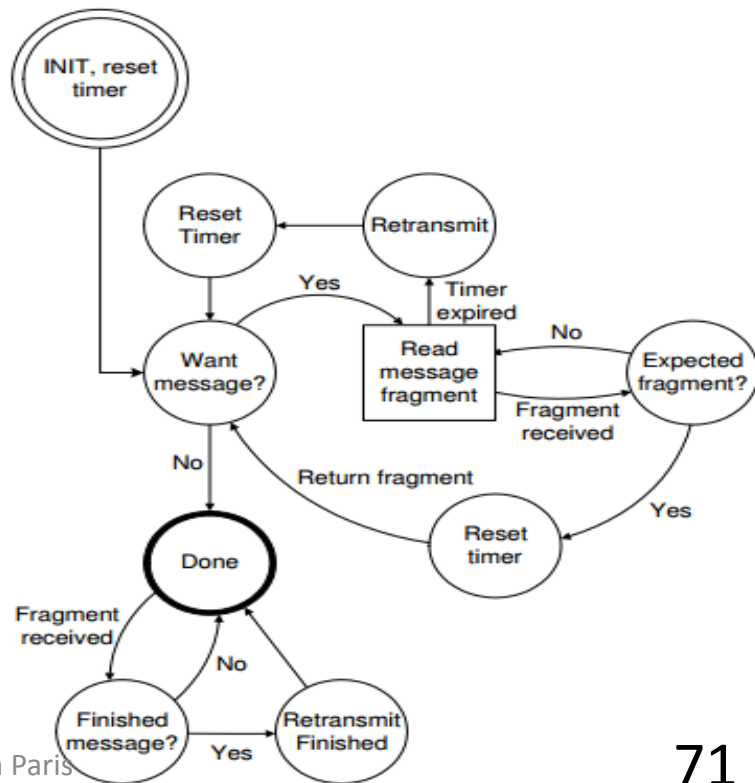 INIT, reset
timer
Reset
Timer
Retransmit
Yes
Timer
expired
Want
message?
Read
message
fragment
No
Expected
fragment?
Fragment
received
No
Return fragment
Yes
Reset
timer
Done
Fragment
received
No
Finished
message?
Yes
Retransmit
Finished
Paris
71